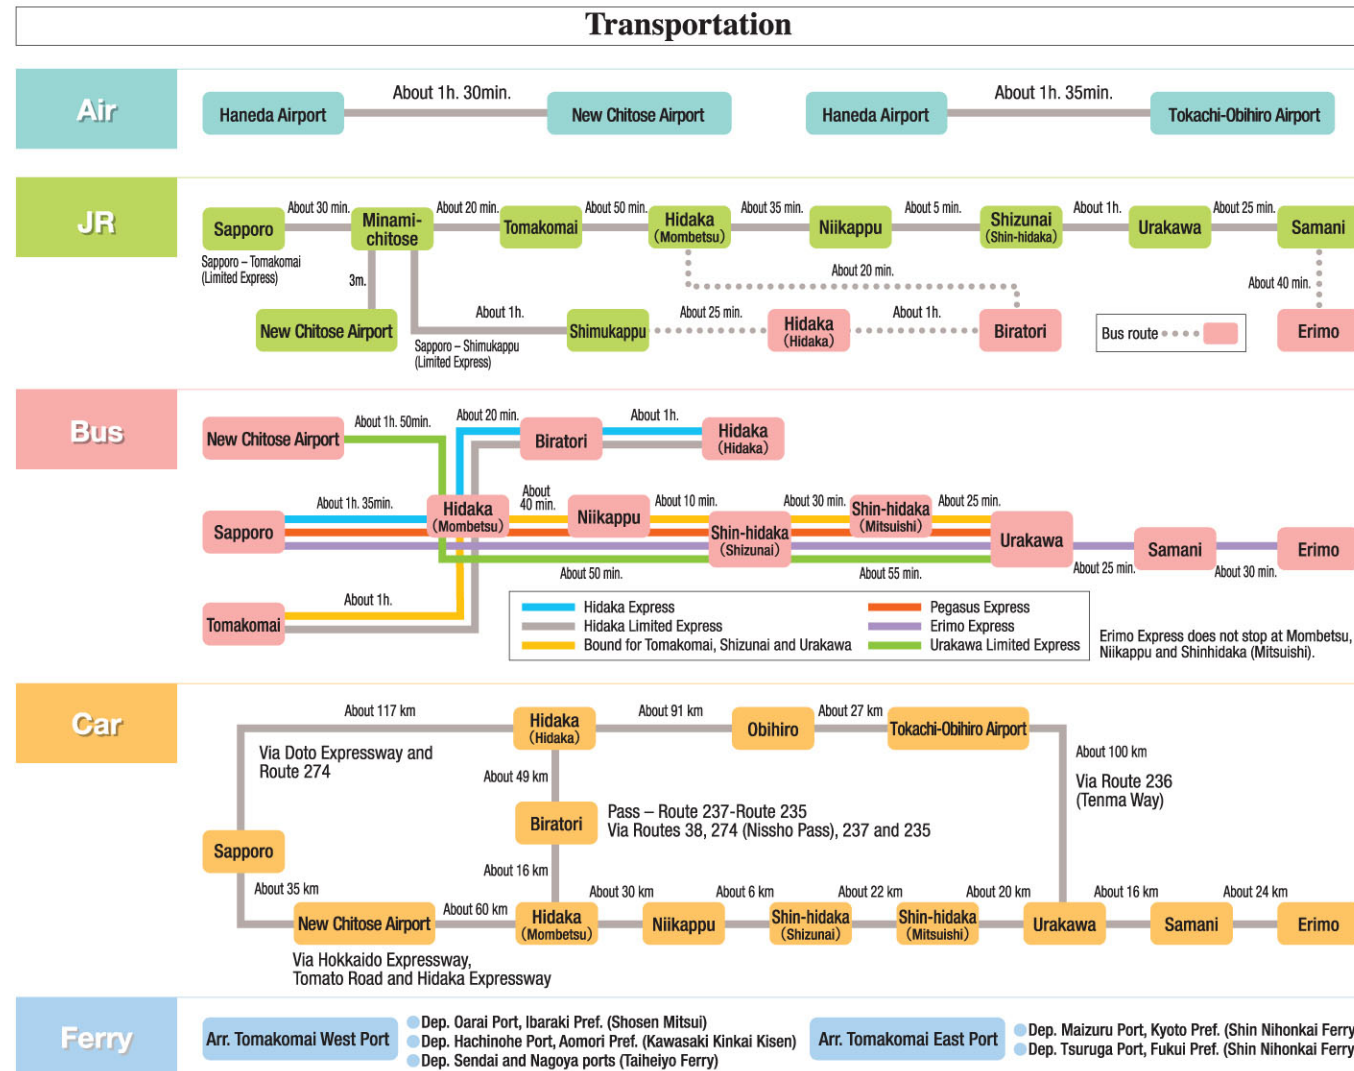 Transportation
Air
About 1h. 30min.
Haneda Airport
New Chitose Airport
About 1h. 35min.
Haneda Airport
Tokachi-Obihiro Airport
JR
About 30 min.
About 20 min.
About 50 min.
About 35 min.
About 5 min.
About 1h.
About 25 min.
Sapporo
Minami-
chitose
Tomakomai
Hidaka
(Mombetsu)
Niikappu
Shizunai
(Shin-hidaka)
Urakawa
Samani
Sapporo – Tomakomai
(Limited Express)
3m.
About 20 min.
About 40 min.
New Chitose Airport
About 1h.
Sapporo – Shimukappu
(Limited Express)
Shimukappu
About 25 min.
Hidaka
(Hidaka)
About 1h.
Biratori
Bus route
Erimo
Bus
New Chitose Airport
About 1h. 50min.
About 20 min.
Biratori
About 1h.
Hidaka
(Hidaka)
Sapporo
About 1h. 35min.
Hidaka
(Mombetsu)
About
40 min.
Niikappu
About 10 min.
Shin-hidaka
(Shizunai)
About 30 min.
Shin-hidaka
(Mitsuishi)
About 25 min.
Urakawa
About 25 min.
Samani
About 30 min.
Erimo
About 50 min.
About 55 min.
Tomakomai
About 1h.
Hidaka Express
Hidaka Limited Express
Bound for Tomakomai, Shizunai and Urakawa
Pegasus Express
Erimo Express
Urakawa Limited Express
Erimo Express does not stop at Mombetsu,
Niikappu and Shinhidaka (Mitsuishi).
Car
About 117 km
Hidaka
(Hidaka)
About 91 km
Obihiro
About 27 km
Tokachi-Obihiro Airport
Via Doto Expressway and
Route 274
About 49 km
About 100 km
Via Route 236
(Tenma Way)
Biratori
Pass – Route 237-Route 235
Via Routes 38, 274 (Nissho Pass), 237 and 235
Sapporo
About 16 km
About 35 km
New Chitose Airport
About 60 km
Hidaka
(Mombetsu)
About 30 km
Niikappu
About 6 km
Shin-hidaka
(Shizunai)
About 22 km
Shin-hidaka
(Mitsuishi)
About 20 km
Urakawa
About 16 km
Samani
About 24 km
Erimo
Via Hokkaido Expressway,
Tomato Road and Hidaka Expressway
Ferry
Arr. Tomakomai West Port
Dep. Oarai Port, Ibaraki Pref. (Shosen Mitsui)
Dep. Hachinohe Port, Aomori Pref. (Kawasaki Kinkai Kisen)
Dep. Sendai and Nagoya ports (Taiheiyo Ferry)
Arr. Tomakomai East Port
Dep. Maizuru Port, Kyoto Pref. (Shin Nihonkai Ferry
Dep. Tsuruga Port, Fukui Pref. (Shin Nihonkai Ferry